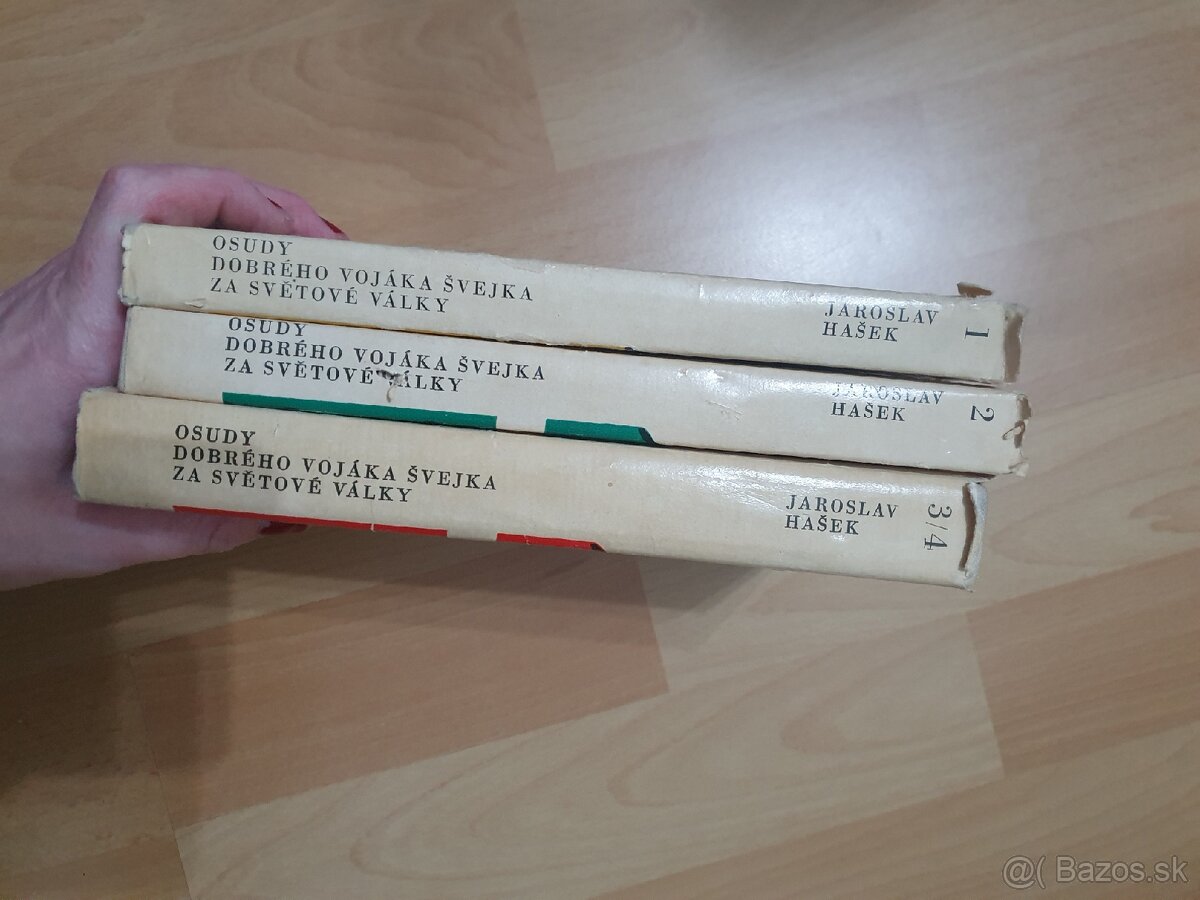 OSUDY
DOBRÉHO VOJÁKA ŠVEJKA
ZA SVĚTOVÉ VÁLKY
JAROSLAV
HAŠEK
1
OSUDY
DOBRÉHO VOJÁKA ŠVEJKA
ZA SVĚTOVÉ VÁLKY
JAROSLAV
HAŠEK
2
OSUDY
DOBRÉHO VOJÁKA ŠVEJKA
ZA SVĚTOVÉ VÁLKY
JAROSLAV
HAŠEK
3/4
@( Bazos.sk